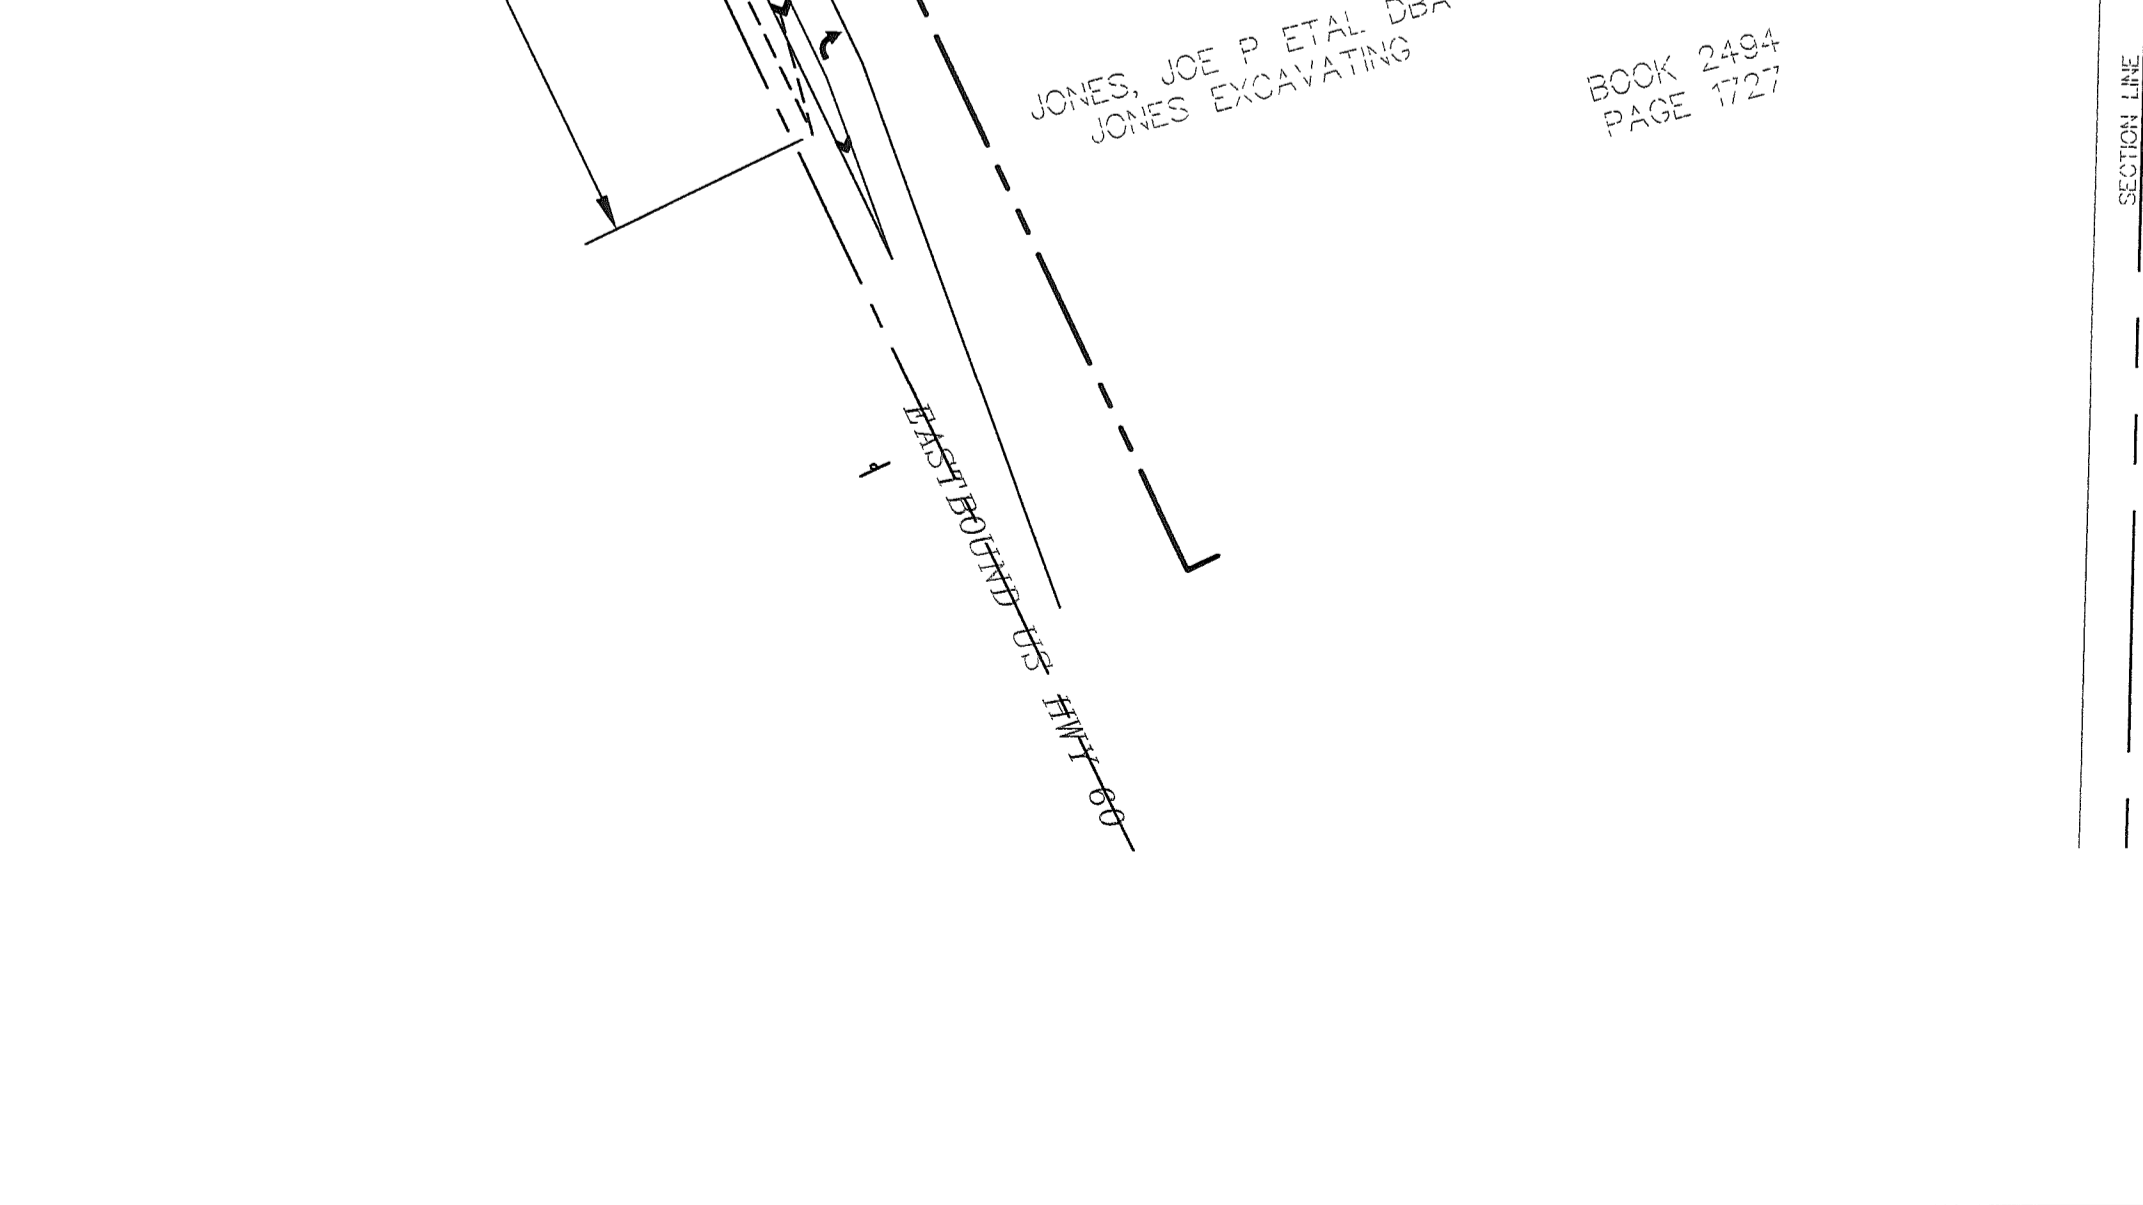 JONES, JOE P ETAL DBA
JONES EXCAVATING
BOOK 2494
PAGE 1727
SECTION LINE
EASTBOUND US HWY 60